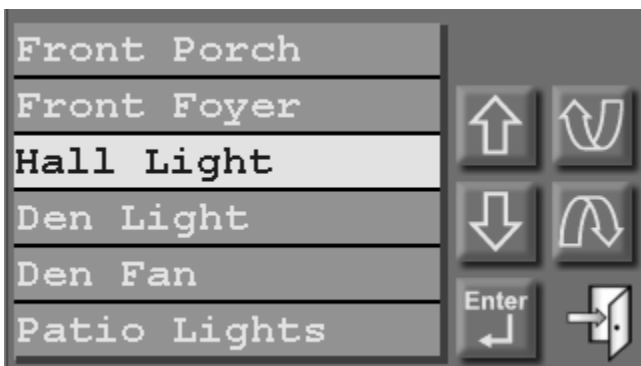 Front Porch
Front Foyer
Hall Light
Den Light
Den Fan
Patio Lights
Enter